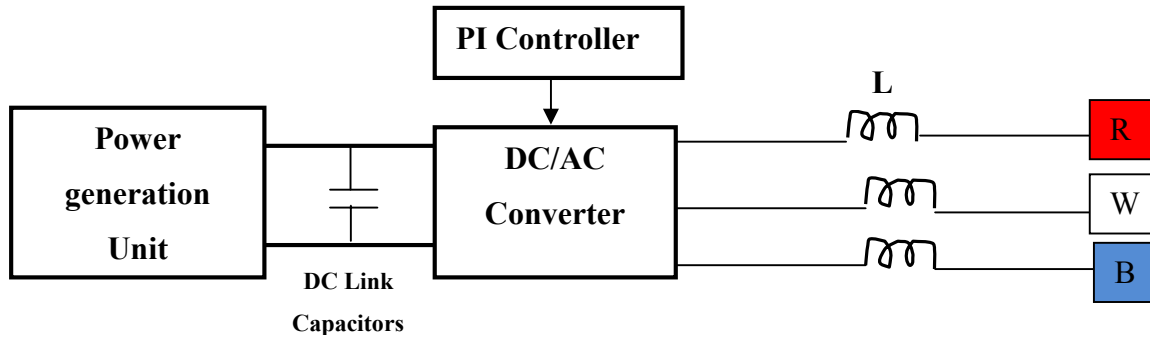 PI Controller
L
Power
generation
Unit
DC Link
Capacitors
DC/AC
Converter
R
W
B